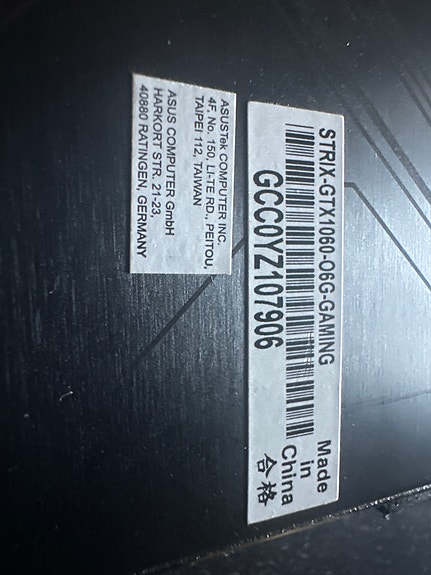 ASUSTek COMPUTER INC.
4F, No. 150, LI-TE RD., PEITOU,
TAIPEI 112, TAIWAN
ASUS COMPUTER GmbH
HARKORT STR. 21-23,
40880 RATINGEN, GERMANY
STRIX-GTX1060-O6G-GAMING
GCC0YZ107906
Made
in
China
合格